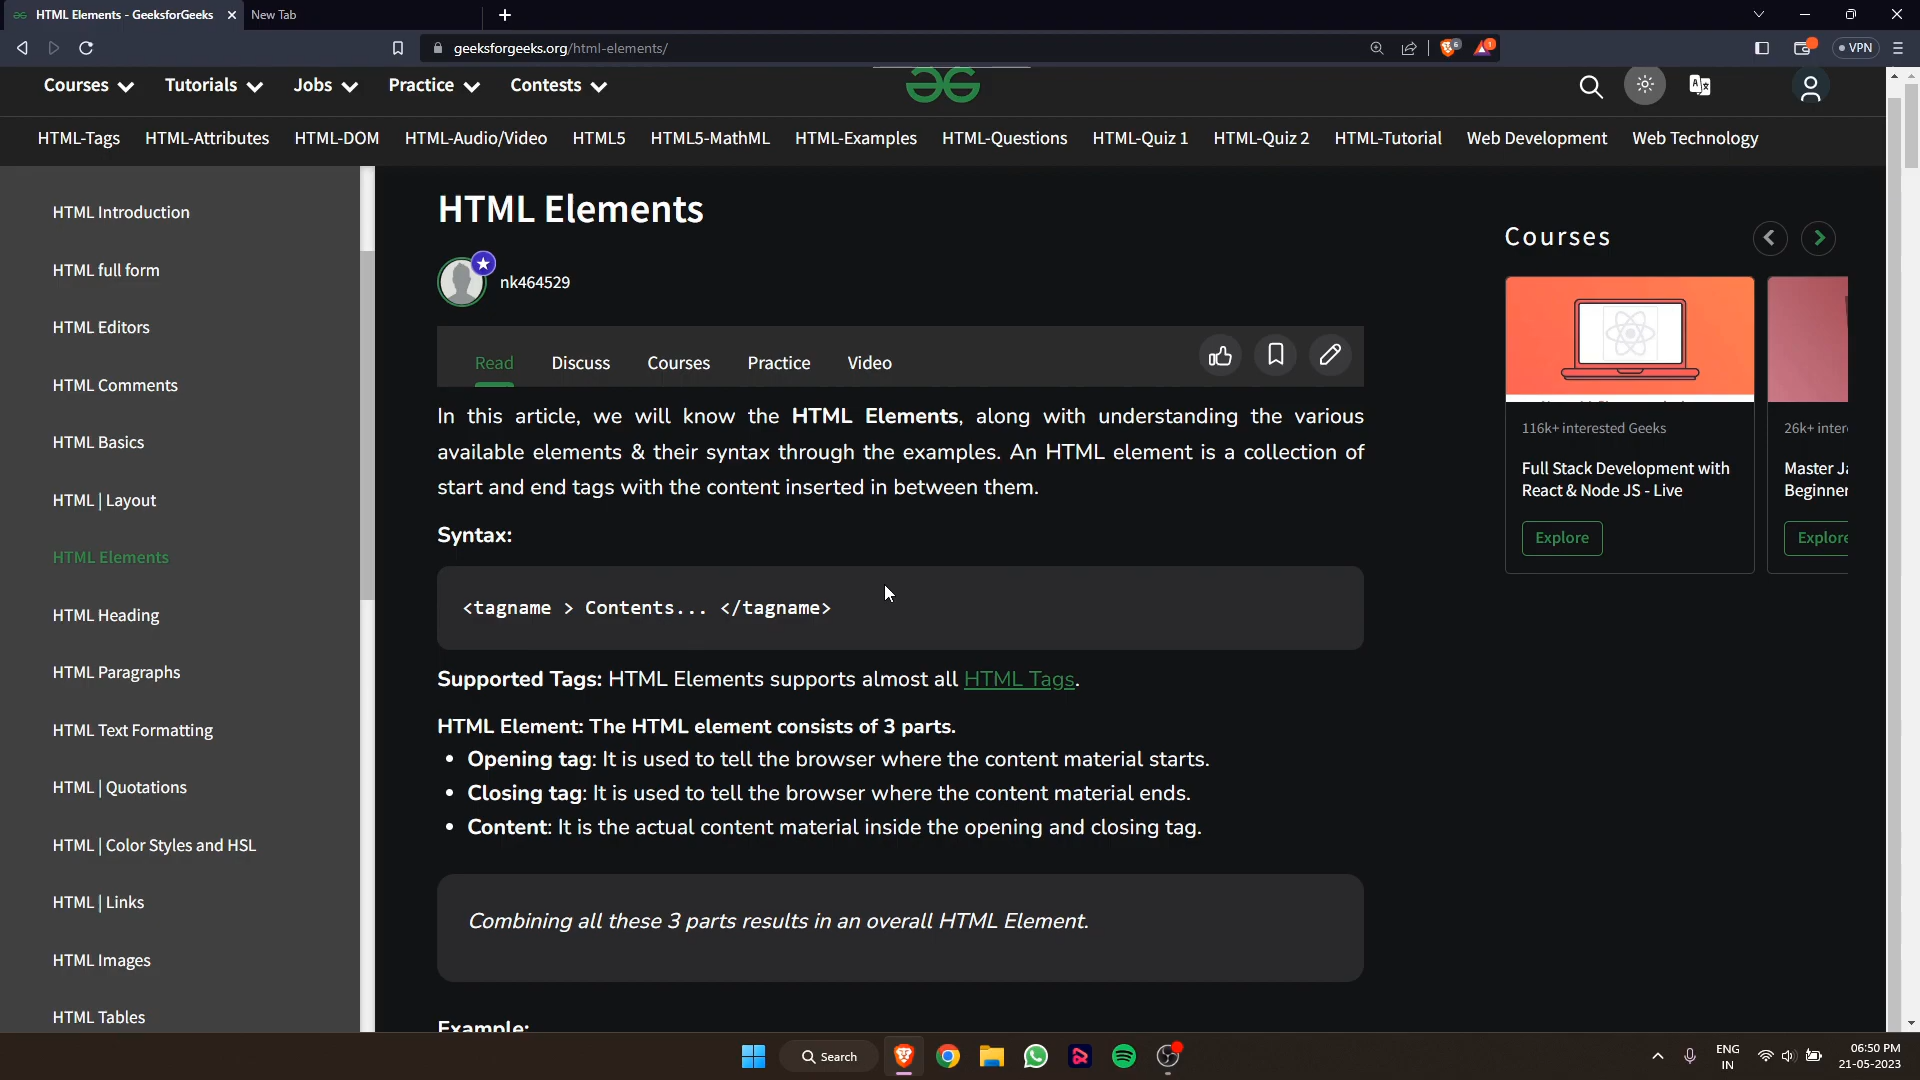 HTML Elements - GeeksforGeeks
New Tab
geeksforgeeks.org/html-elements/
6
1
VPN
Courses Tutorials Jobs Practice Contests
HTML-Tags HTML-Attributes HTML-DOM HTML-Audio/Video HTML5 HTML5-MathML HTML-Examples HTML-Questions HTML-Quiz 1 HTML-Quiz 2 HTML-Tutorial Web Development Web Technology
HTML Introduction
HTML full form
HTML Editors
HTML Comments
HTML Basics
HTML | Layout
HTML Elements
HTML Heading
HTML Paragraphs
HTML Text Formatting
HTML | Quotations
HTML | Color Styles and HSL
HTML | Links
HTML Images
HTML Tables
HTML Elements
nk464529
Read Discuss Courses Practice Video
In this article, we will know the HTML Elements, along with understanding the various
available elements & their syntax through the examples. An HTML element is a collection of
start and end tags with the content inserted in between them.
Syntax:
<tagname > Contents... </tagname>
Supported Tags: HTML Elements supports almost all HTML Tags.
HTML Element: The HTML element consists of 3 parts.
• Opening tag: It is used to tell the browser where the content material starts.
• Closing tag: It is used to tell the browser where the content material ends.
• Content: It is the actual content material inside the opening and closing tag.
Combining all these 3 parts results in an overall HTML Element.
Example:
Courses
116k+ interested Geeks
Full Stack Development with
React & Node JS - Live
Explore
26k+ inter
Master Ja
Beginner
Explore
Search
ENG
IN
06:50 PM
21-05-2023